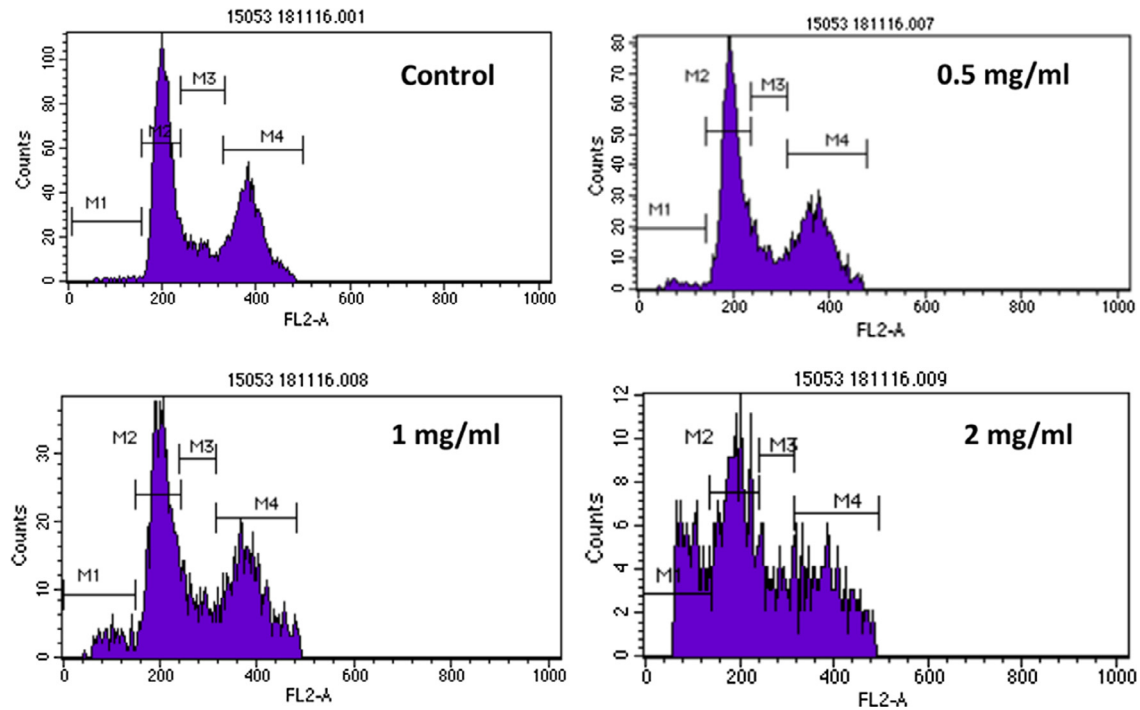 15053 181116.001
Control
M1
M2
M3
M4
Counts
0
20
40
60
80
100
0 200 400 600 800 1000
FL2-A
15053 181116.007
0.5 mg/ml
M1
M2
M3
M4
Counts
0
10
20
30
40
50
60
70
80
0 200 400 600 800 1000
FL2-A
15053 181116.008
1 mg/ml
M1
M2
M3
M4
Counts
0
10
20
30
0 200 400 600 800 1000
FL2-A
15053 181116.009
2 mg/ml
M1
M2
M3
M4
Counts
0
2
4
6
8
10
12
0 200 400 600 800 1000
FL2-A